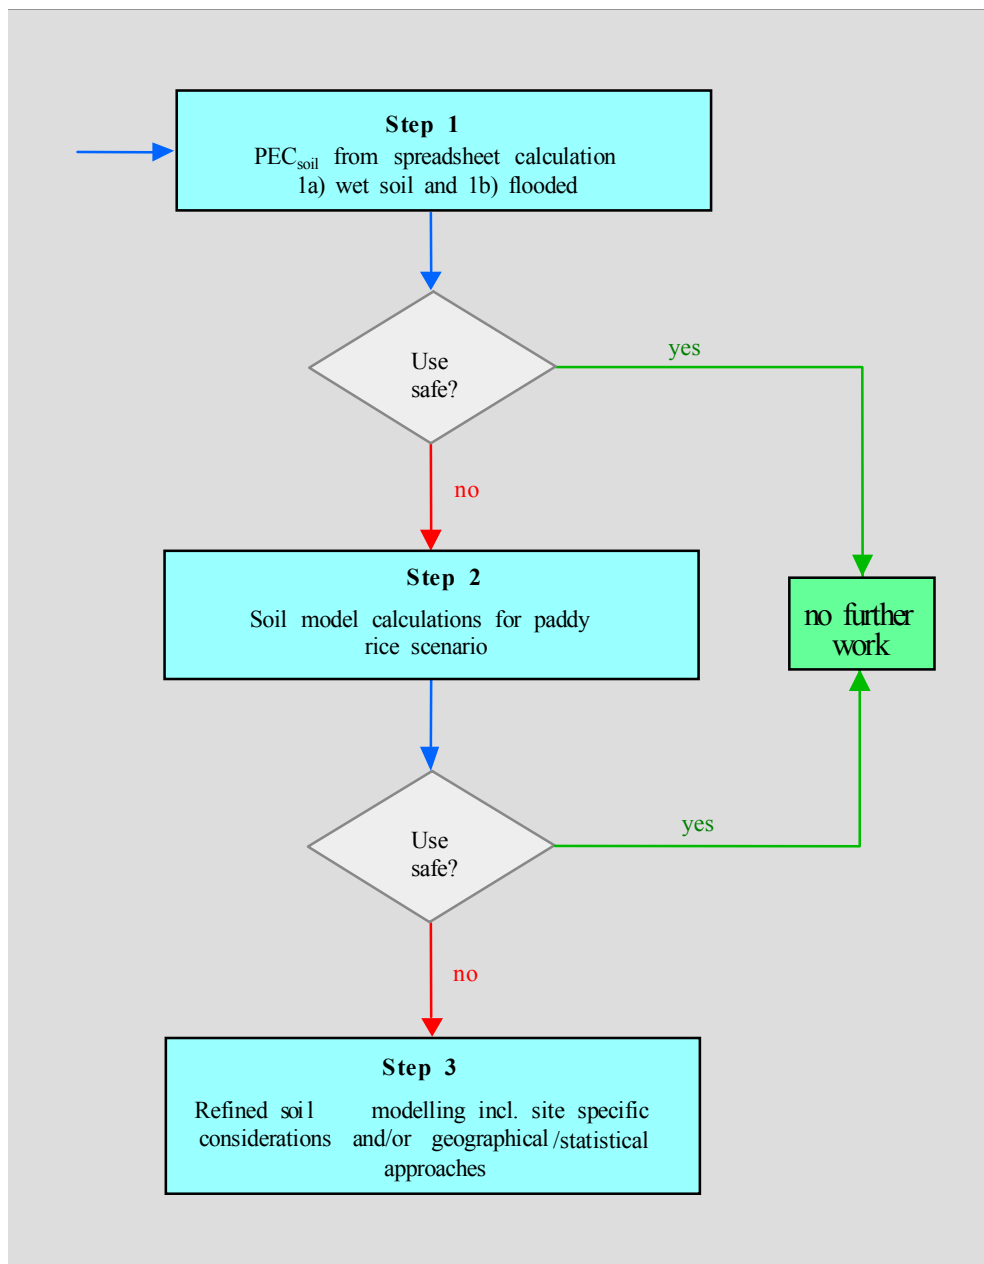 Step 1
PECsoil from spreadsheet calculation
1a) wet soil and 1b) flooded
Use
safe?
yes
no
Step 2
Soil model calculations for paddy
rice scenario
no further
work
Use
safe?
yes
no
Step 3
Refined soil modelling incl. site specific
considerations and/or geographical/statistical
approaches